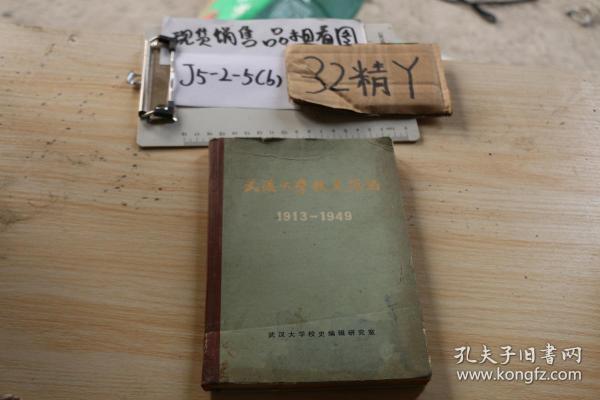 现货销售 品相看图
J5-2-5(b)
32精丫
武汉大学校史简编
1913-1949
武汉大学校史编辑研究室
孔夫子旧书网
www.kongfz.com